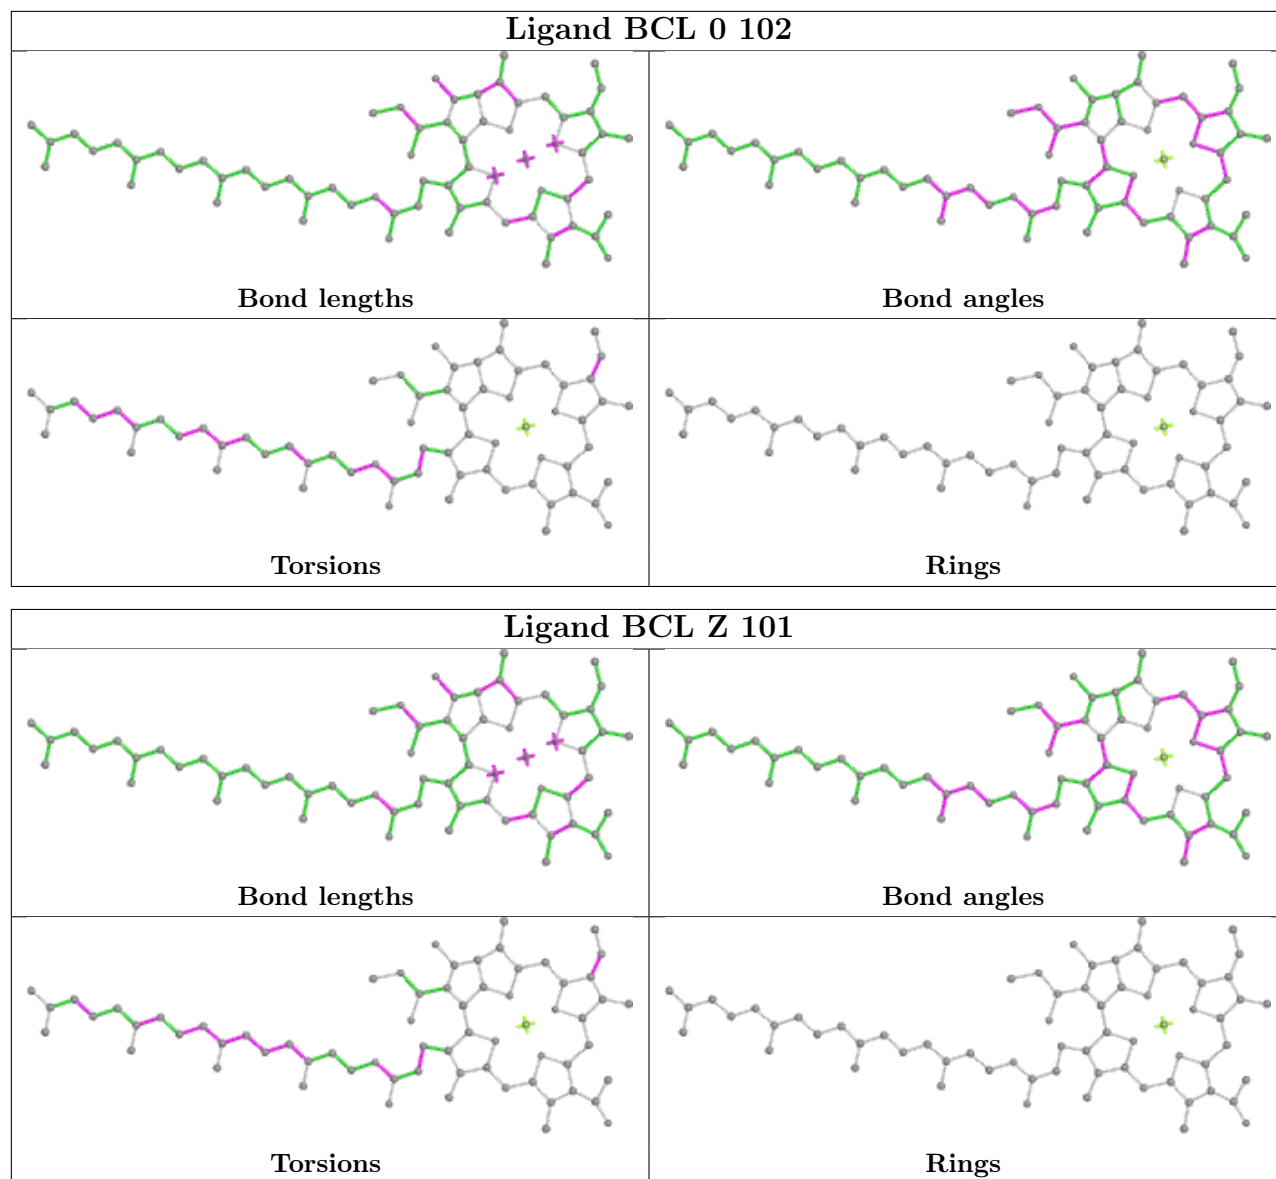 Ligand BCL 0 102
Bond lengths
Bond angles
Torsions
Rings
Ligand BCL Z 101
Bond lengths
Bond angles
Torsions
Rings